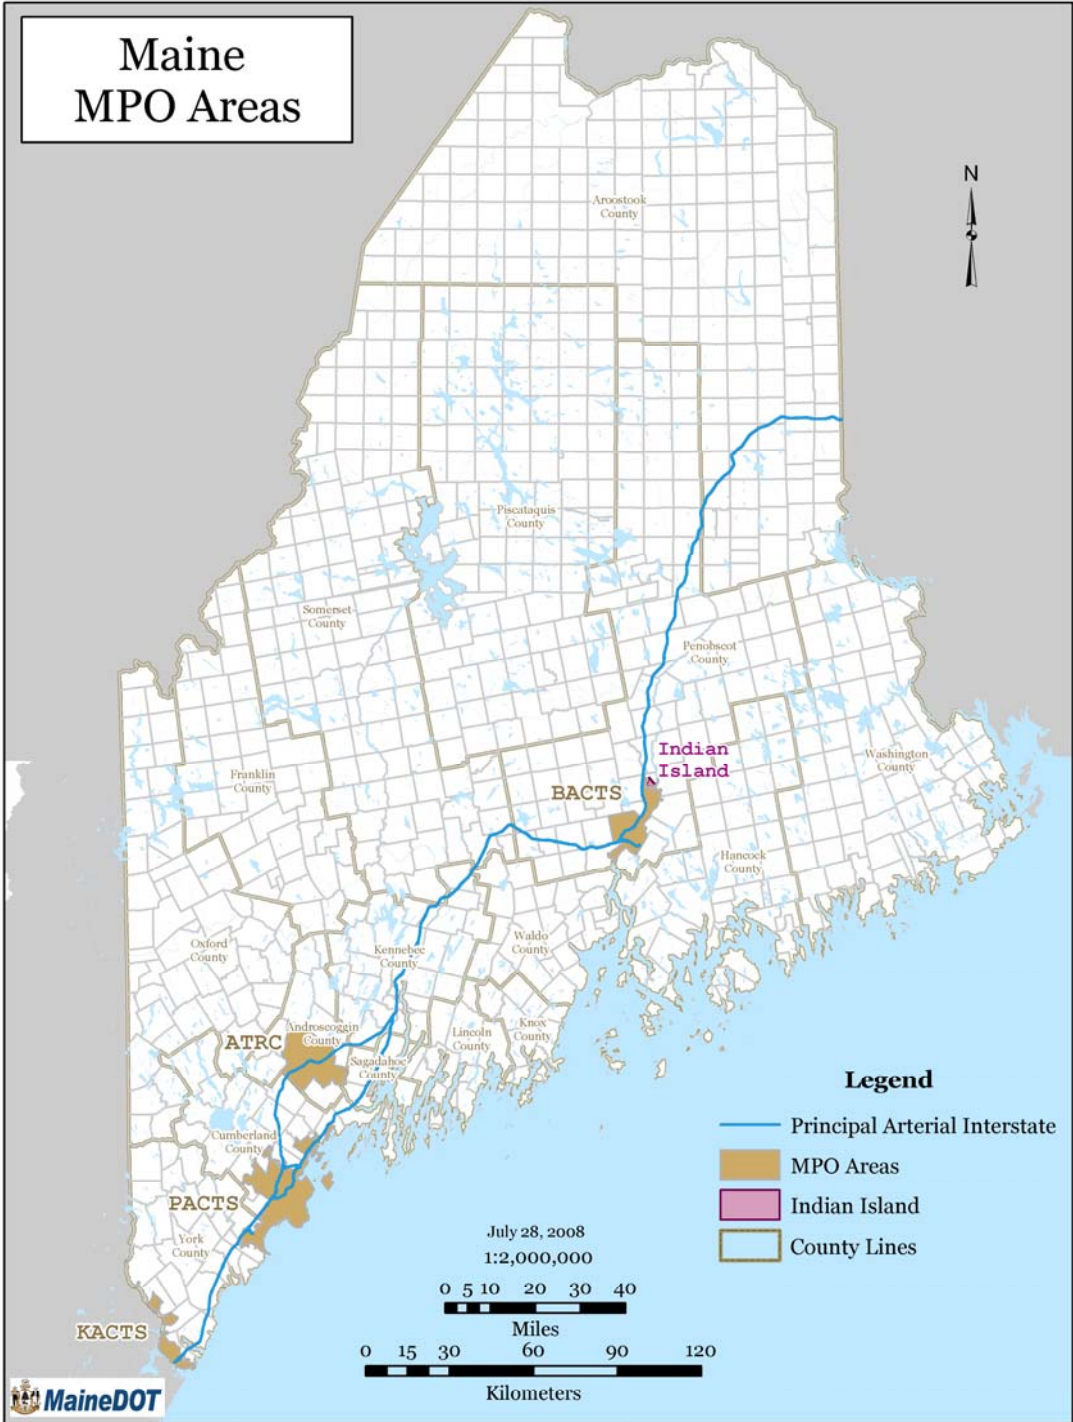 Maine
MPO Areas
N
Aroostook
County
Piscataquis
County
Somerset
County
Penobscot
County
Indian
Island
Washington
County
Franklin
County
BACTS
Hancock
County
Oxford
County
Kennebec
County
Waldo
County
Androscoggin
County
ATRC
Lincoln
County
Knox
County
Sagadahoc
County
Cumberland
County
PACTS
York
County
KACTS
Legend
Principal Arterial Interstate
MPO Areas
Indian Island
County Lines
July 28, 2008
1:2,000,000
0 5 10 20 30 40
Miles
0 15 30 60 90 120
Kilometers
MaineDOT